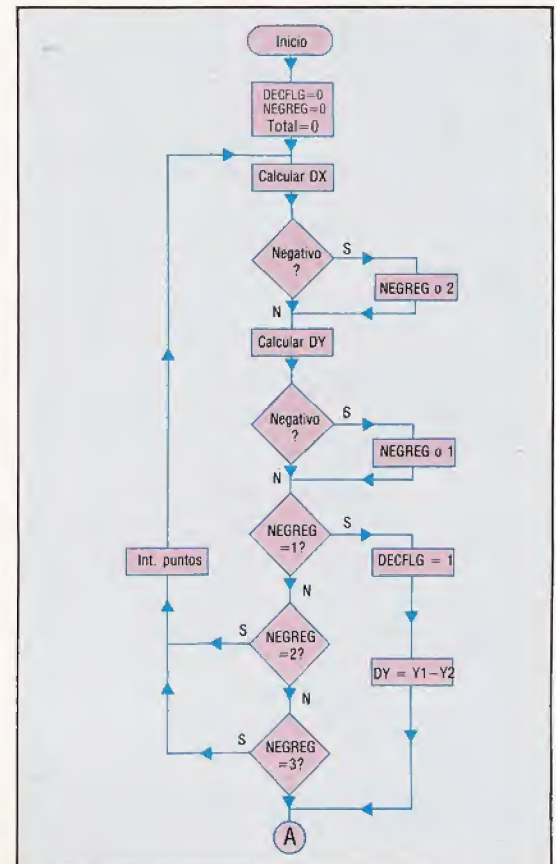 Inicio
DECFLG=0
NEGREG=0
Total=0
Calcular DX
Negativo
?
S
NEGREG o 2
N
Calcular DY
Negativo
?
S
NEGREG o 1
N
NEGREG
=1?
S
Int. puntos
DECFLG = 1
N
NEGREG
=2?
S
DY = Y1-Y2
N
NEGREG
=3?
S
A